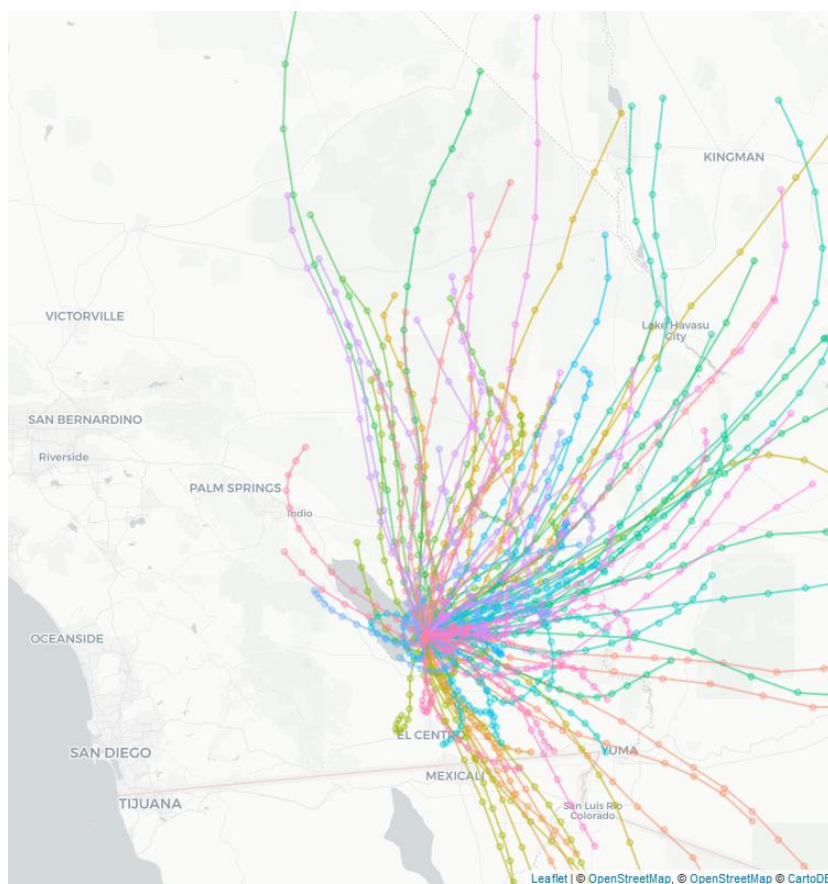 KINGMAN
VICTORVILLE
Lake Havasu
City
SAN BERNARDINO
Riverside
PALM SPRINGS
Indio
OCEANSIDE
EL CENTRO
SAN DIEGO
YUMA
MEXICALI
TIJUANA
San Luis Río
Colorado
Leaflet | © OpenStreetMap, © OpenStreetMap © CartoDB